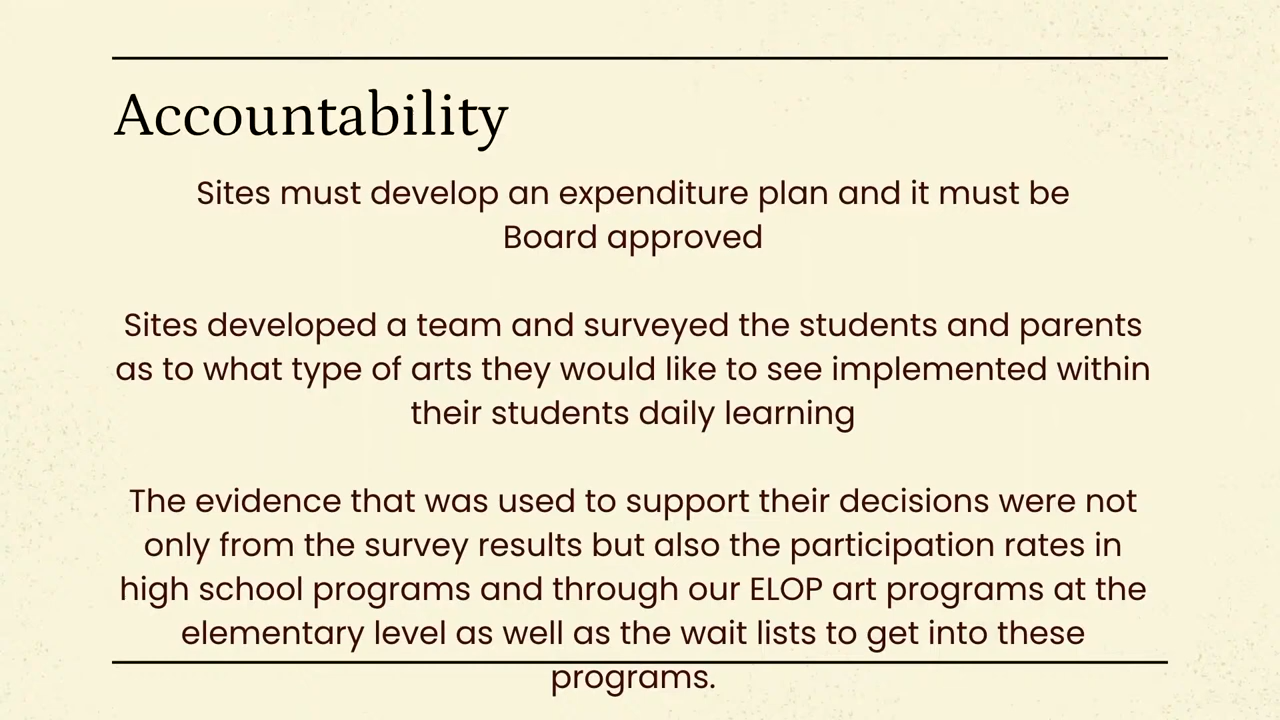 Accountability
Sites must develop an expenditure plan and it must be
Board approved
Sites developed a team and surveyed the students and parents
as to what type of arts they would like to see implemented within
their students daily learning
The evidence that was used to support their decisions were not
only from the survey results but also the participation rates in
high school programs and through our ELOP art programs at the
elementary level as well as the wait lists to get into these
programs.